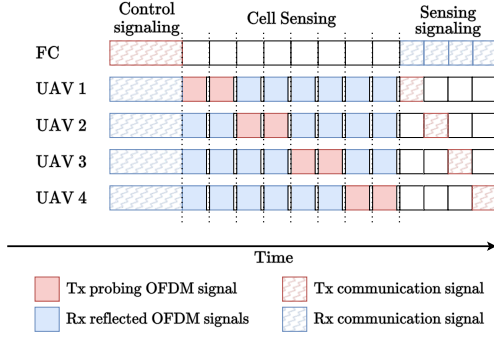 Control
signaling
Cell Sensing
Sensing
signaling
FC
UAV 1
UAV 2
UAV 3
UAV 4
Time
Tx probing OFDM signal
Tx communication signal
Rx reflected OFDM signals
Rx communication signal